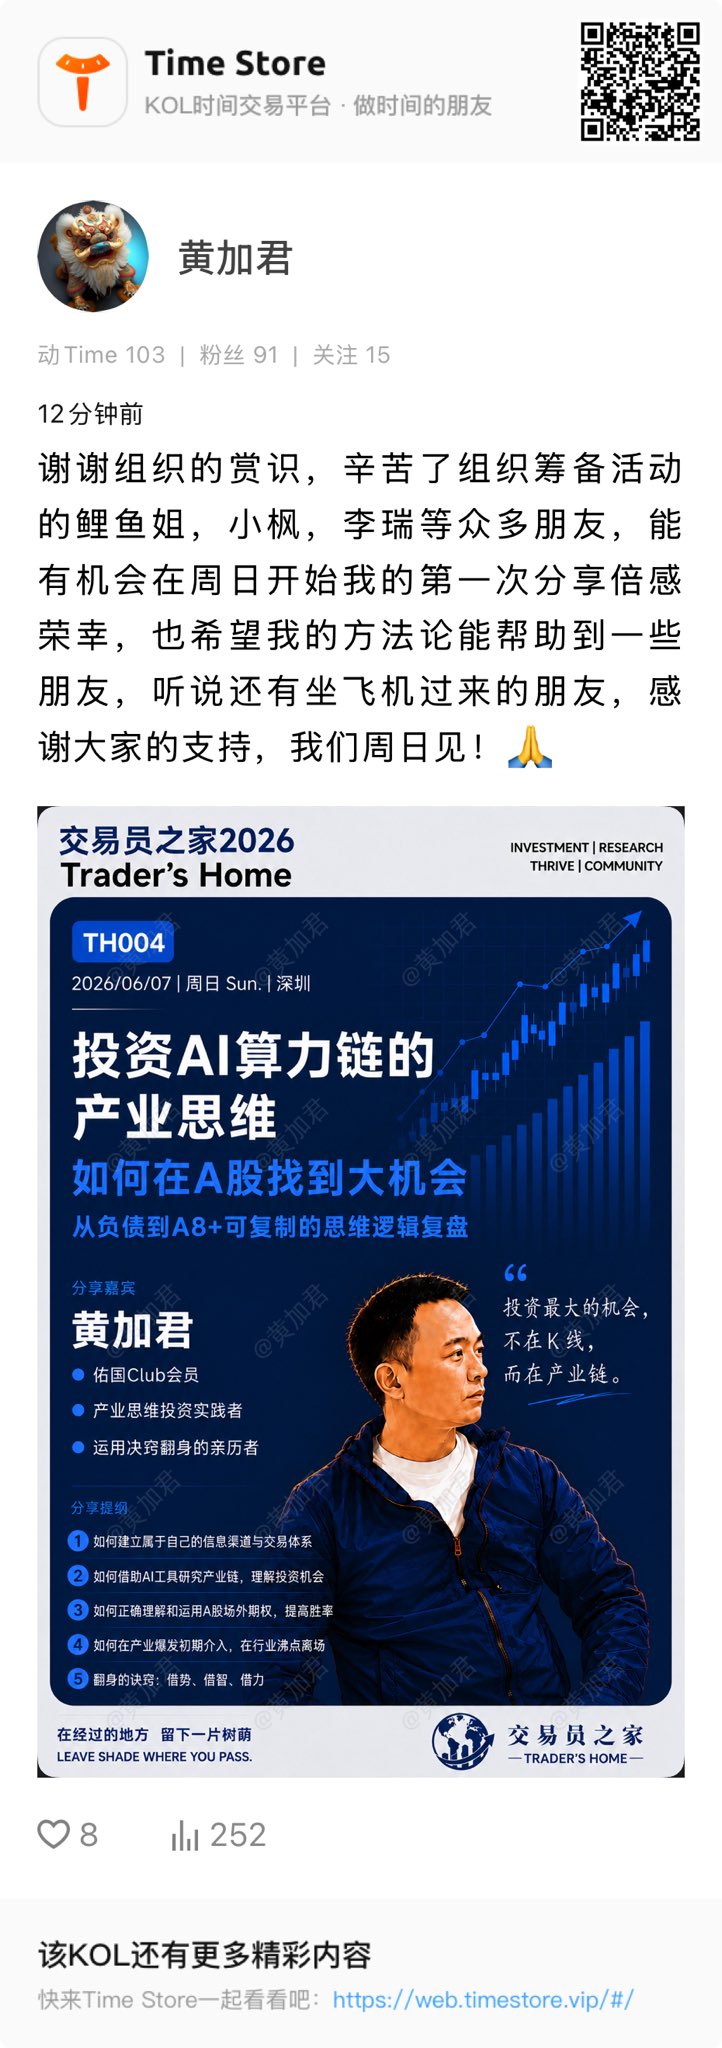 Time Store
KOL时间交易平台 · 做时间的朋友
黄加君
动Time 103 | 粉丝 91 | 关注 15
12分钟前
谢谢组织的赏识，辛苦了组织筹备活动
的鲤鱼姐，小枫，李瑞等众多朋友，能
有机会在周日开始我的第一次分享倍感
荣幸，也希望我的方法论能帮助到一些
朋友，听说还有坐飞机过来的朋友，感
谢大家的支持，我们周日见！🙏
交易员之家2026
Trader's Home
INVESTMENT | RESEARCH
THRIVE | COMMUNITY
TH004
2026/06/07 | 周日 Sun. | 深圳
投资AI算力链的
产业思维
如何在A股找到大机会
从负债到A8+可复制的思维逻辑复盘
分享嘉宾
黄加君
佑国Club会员
产业思维投资实践者
运用决窍翻身的亲历者
“
投资最大的机会，
不在K线，
而在产业链。
分享提纲
1 如何建立属于自己的信息渠道与交易体系
2 如何借助AI工具研究产业链，理解投资机会
3 如何正确理解和运用A股场外期权，提高胜率
4 如何在产业爆发初期介入，在行业沸点离场
5 翻身的诀窍：借势、借智、借力
@黄加君
在经过的地方 留下一片树荫
LEAVE SHADE WHERE YOU PASS.
交易员之家
—TRADER'S HOME—
8
252
该KOL还有更多精彩内容
快来Time Store一起看看吧：https://web.timestore.vip/#/